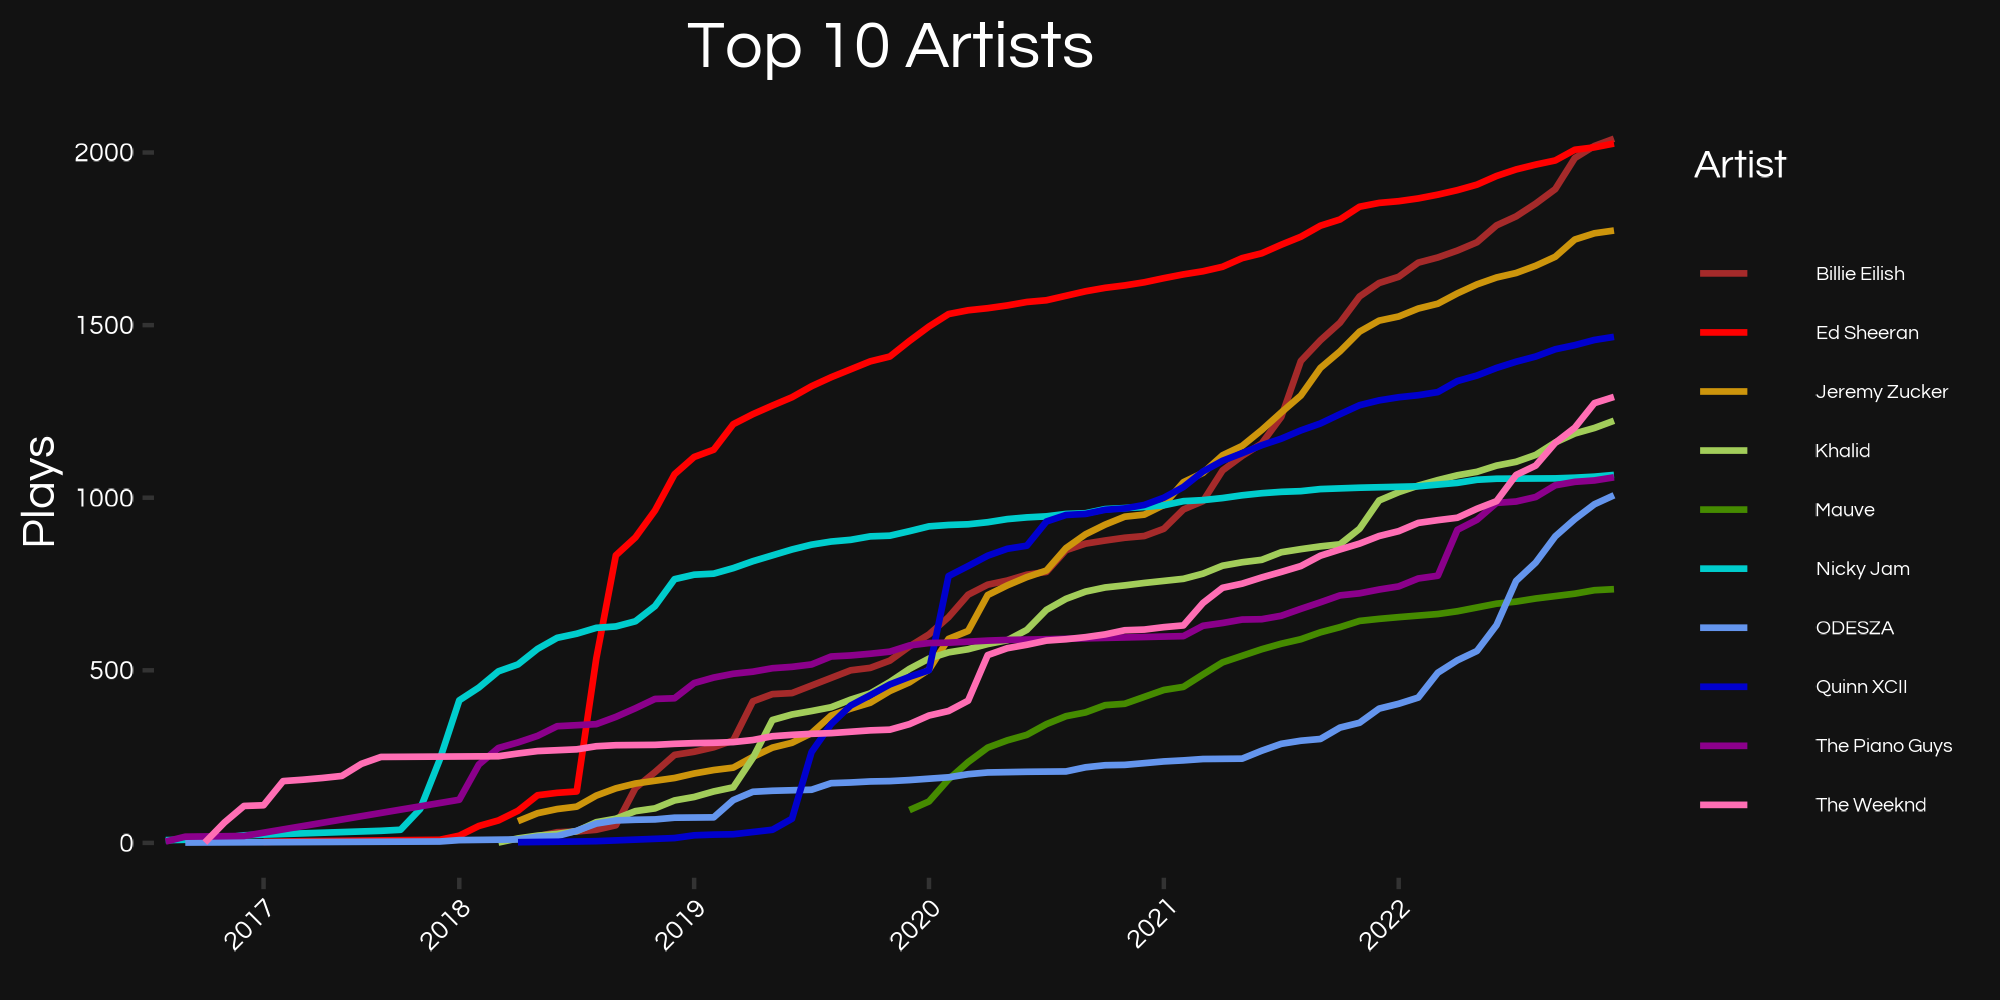 Top 10 Artists
Plays
2000
1500
1000
500
0
2017
2018
2019
2020
2021
2022
Artist
Billie Eilish
Ed Sheeran
Jeremy Zucker
Khalid
Mauve
Nicky Jam
ODESZA
Quinn XCII
The Piano Guys
The Weeknd